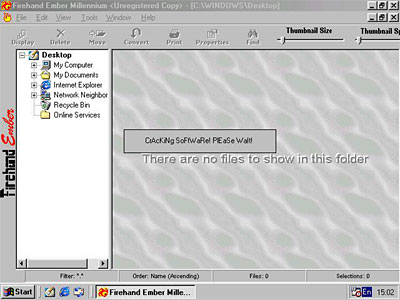 Firehand Ember Millennium <Unregistered Copy> - [C:\WINDOWS\Desktop]
File Edit View Tools Window Help
Display Delete Move Convert Print Properties Find
Thumbnail Size
Thumbnail Sp
Desktop
My Computer
My Documents
Internet Explorer
Network Neighbor
Recycle Bin
Online Services
Firehand Ember
CrAcKiNg SoFtWaRe! PlEaSe WaIt!
There are no files to show in this folder
Filter: *.*
Order: Name (Ascending)
Files: 0
Selections: 0
Start
Firehand Ember Mille...
En
15:02